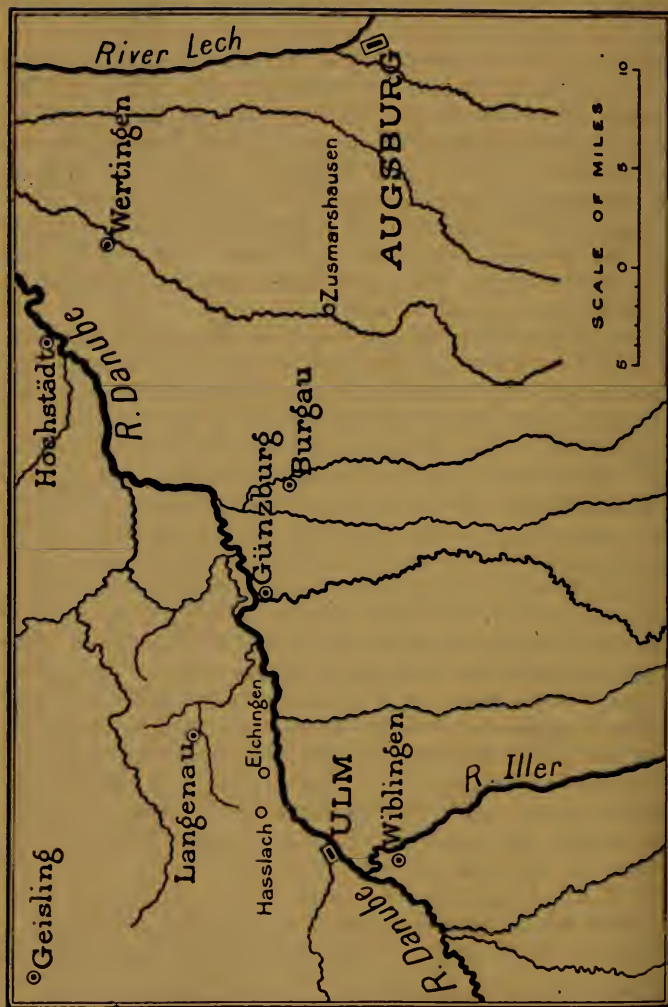 Geisling
Hochstädt
River Lech
R. Danube
Wertingen
Langenau
Elchingen
Hasslach
Günzburg
Burgau
Zusmarshausen
ULM
AUGSBURG
R. Danube
Wiblingen
R. Iller
SCALE OF MILES
5 0 5 10